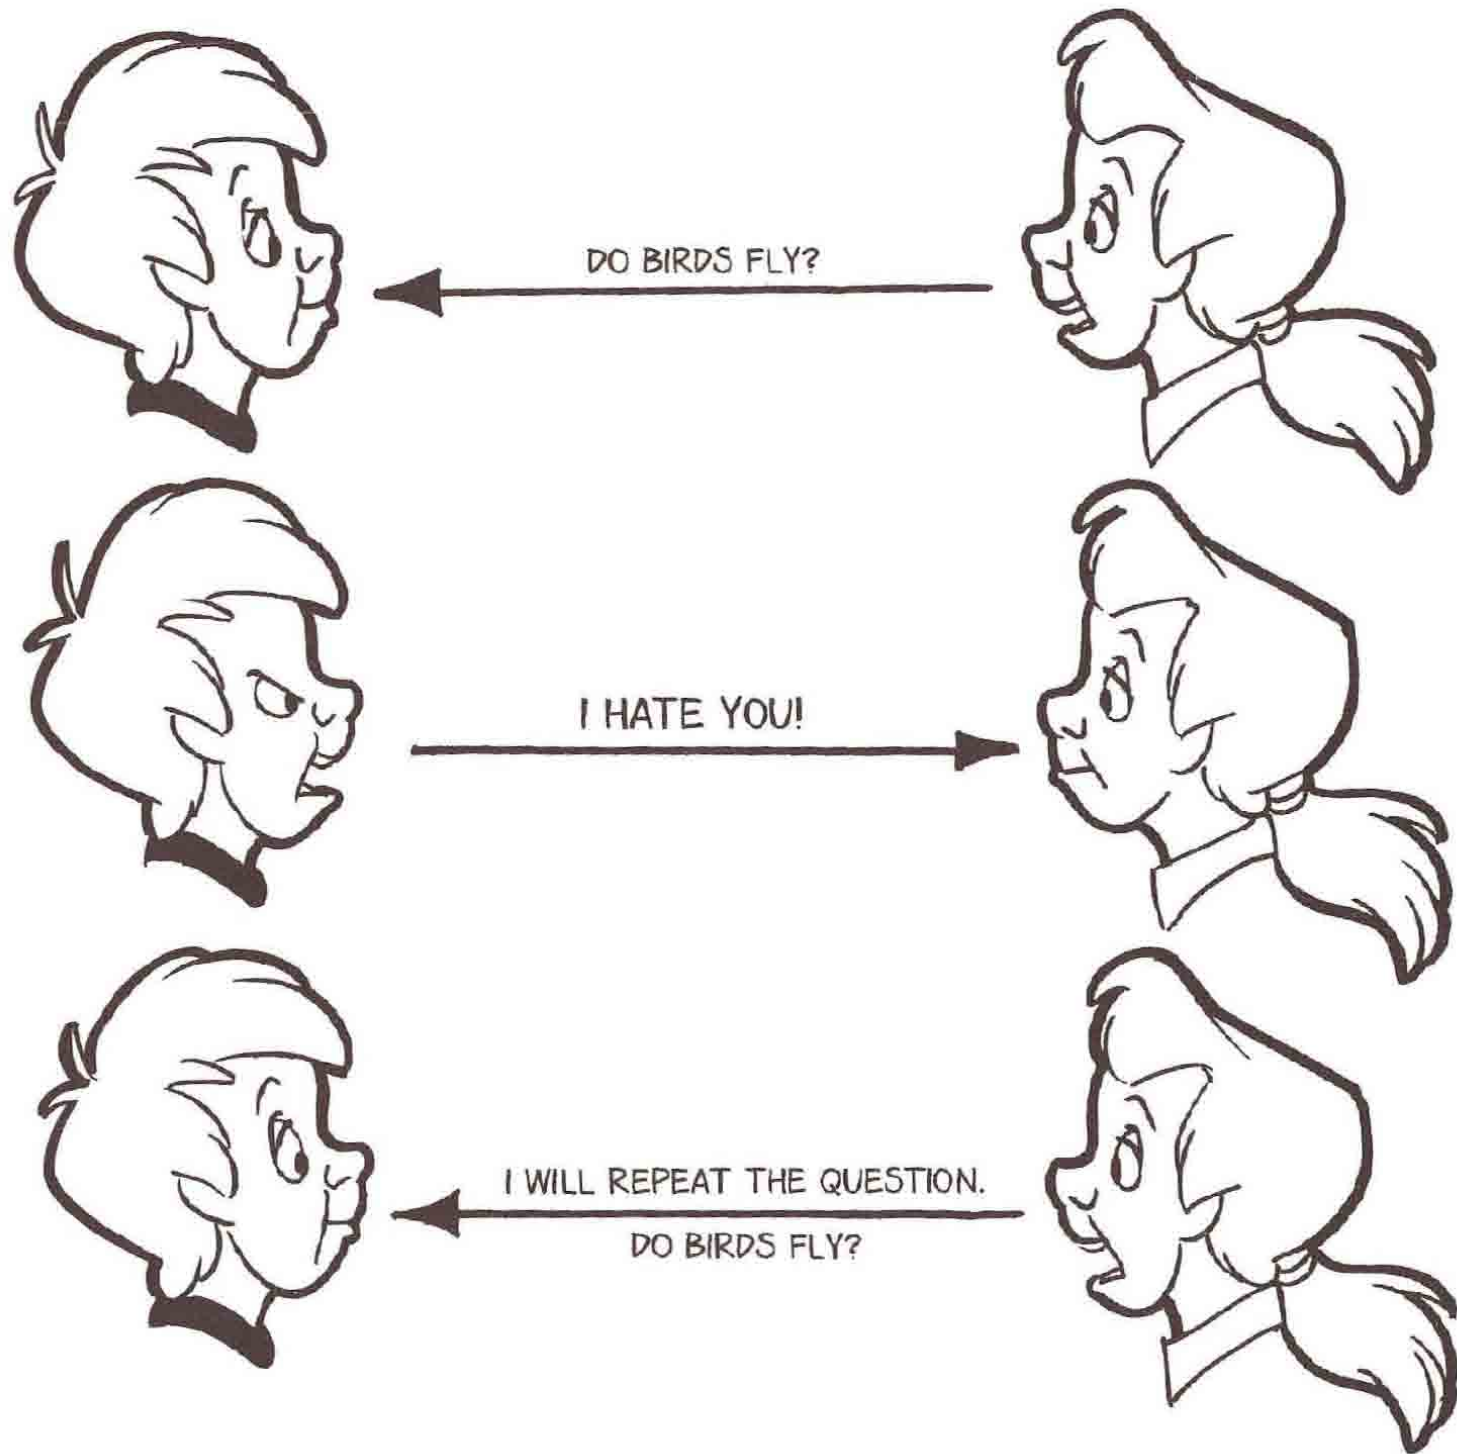 DO BIRDS FLY?
I HATE YOU!
I WILL REPEAT THE QUESTION.
DO BIRDS FLY?